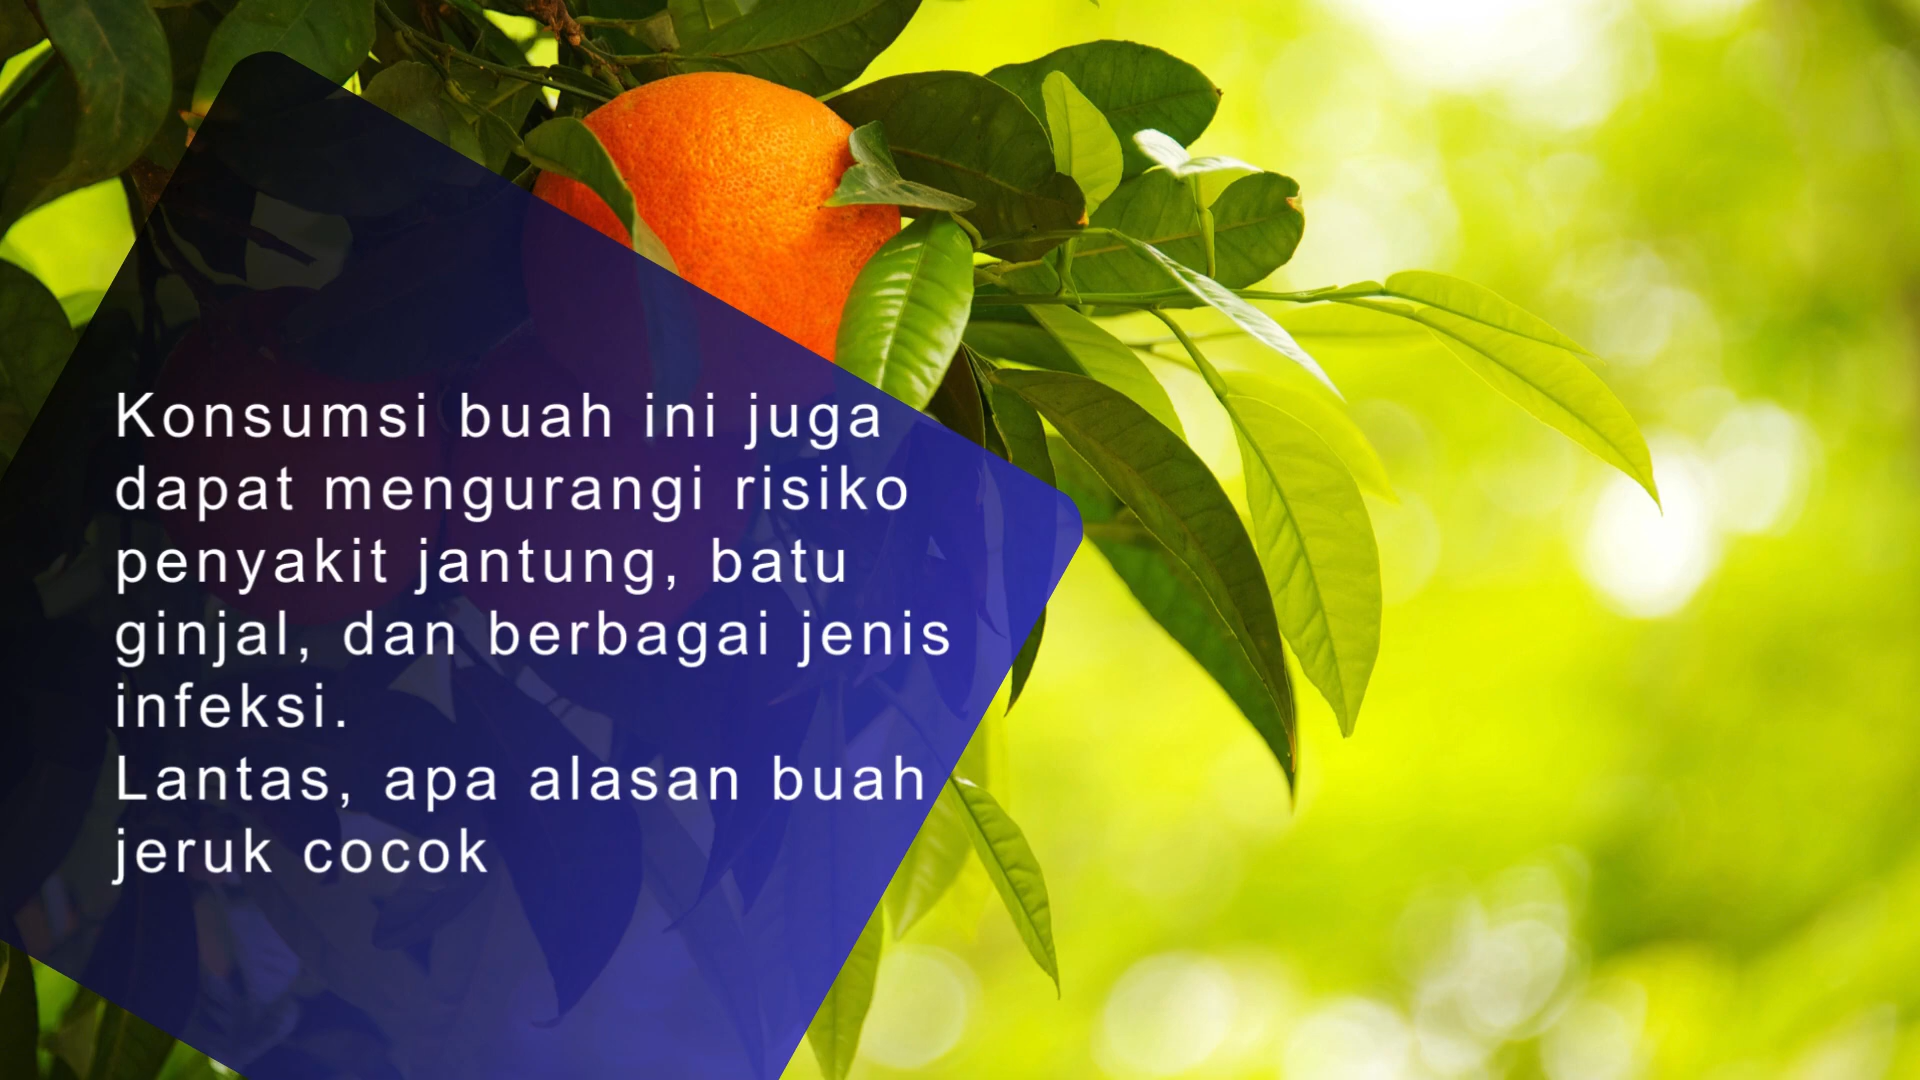 Konsumsi buah ini juga
dapat mengurangi risiko
penyakit jantung, batu
ginjal, dan berbagai jenis
infeksi.
Lantas, apa alasan buah
jeruk cocok